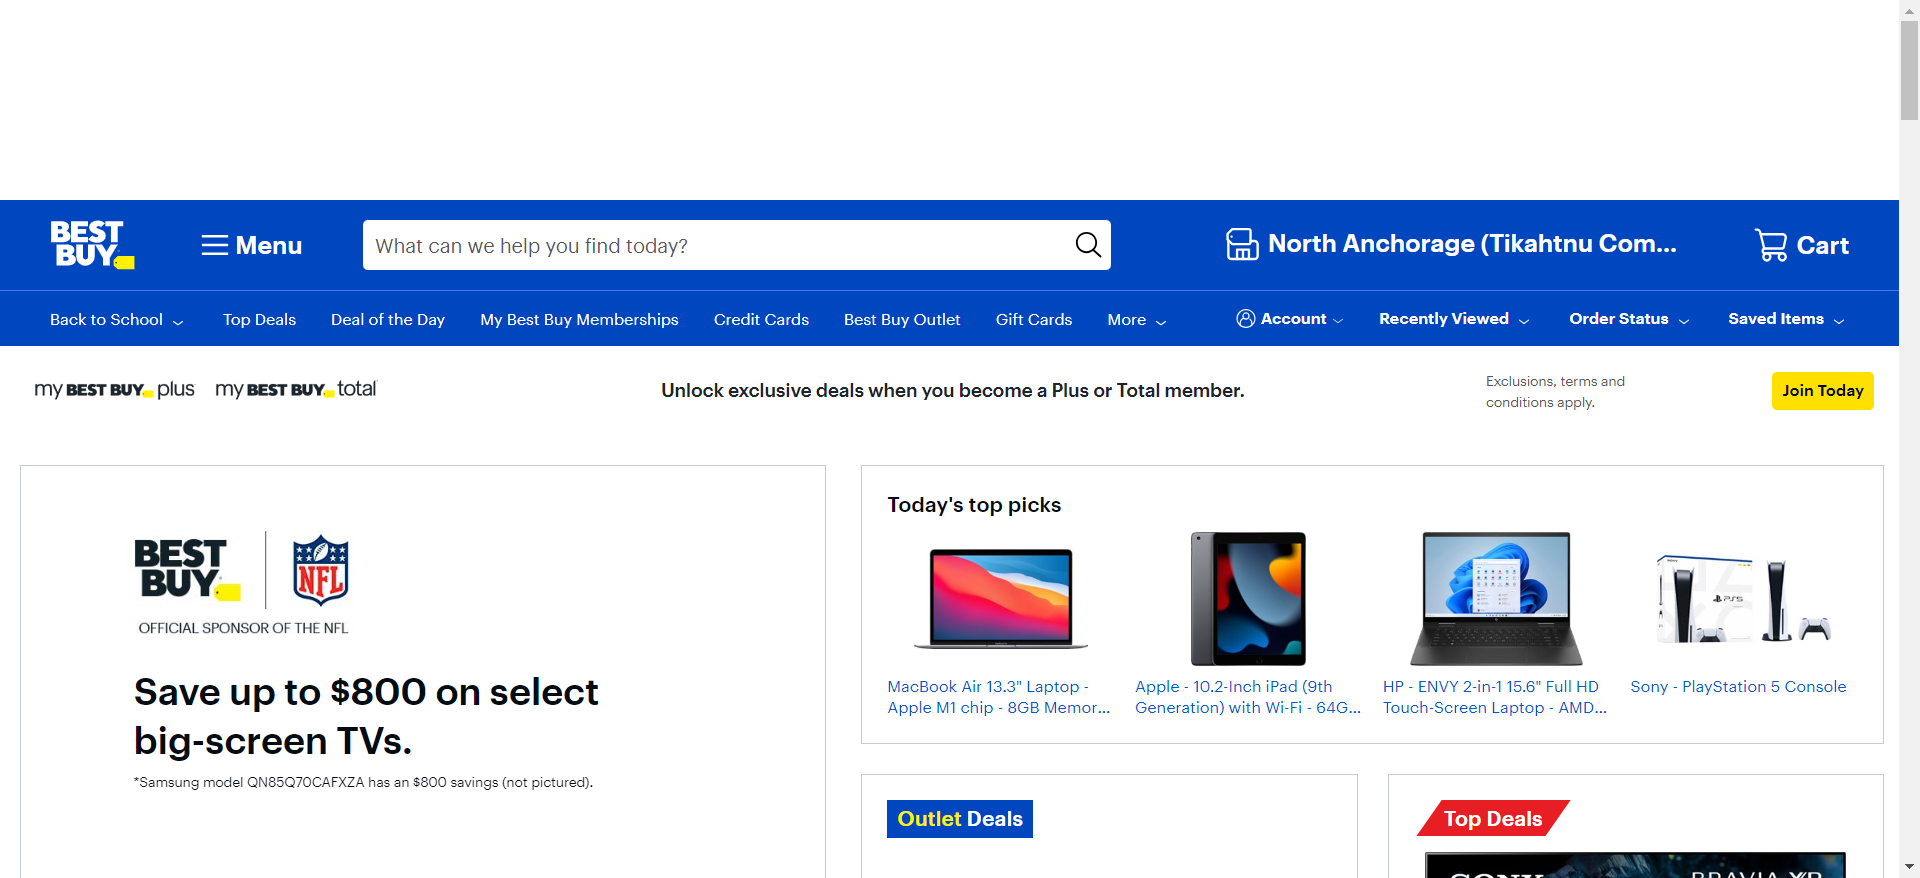 BEST
BUY
Menu
What can we help you find today?
North Anchorage (Tikahtnu Com...
Cart
Back to School
Top Deals
Deal of the Day
My Best Buy Memberships
Credit Cards
Best Buy Outlet
Gift Cards
More
Account
Recently Viewed
Order Status
Saved Items
my BEST BUY plus
my BEST BUY total
Unlock exclusive deals when you become a Plus or Total member.
Exclusions, terms and
conditions apply.
Join Today
BEST
BUY
NFL
OFFICIAL SPONSOR OF THE NFL
Save up to $800 on select
big-screen TVs.
*Samsung model QN85Q70CAFXZA has an $800 savings (not pictured).
Today's top picks
PS5
MacBook Air 13.3" Laptop -
Apple M1 chip - 8GB Memor...
Apple - 10.2-Inch iPad (9th
Generation) with Wi-Fi - 64G...
HP - ENVY 2-in-1 15.6" Full HD
Touch-Screen Laptop - AMD...
Sony - PlayStation 5 Console
Outlet Deals
Top Deals
SONY
BRAVIA XR